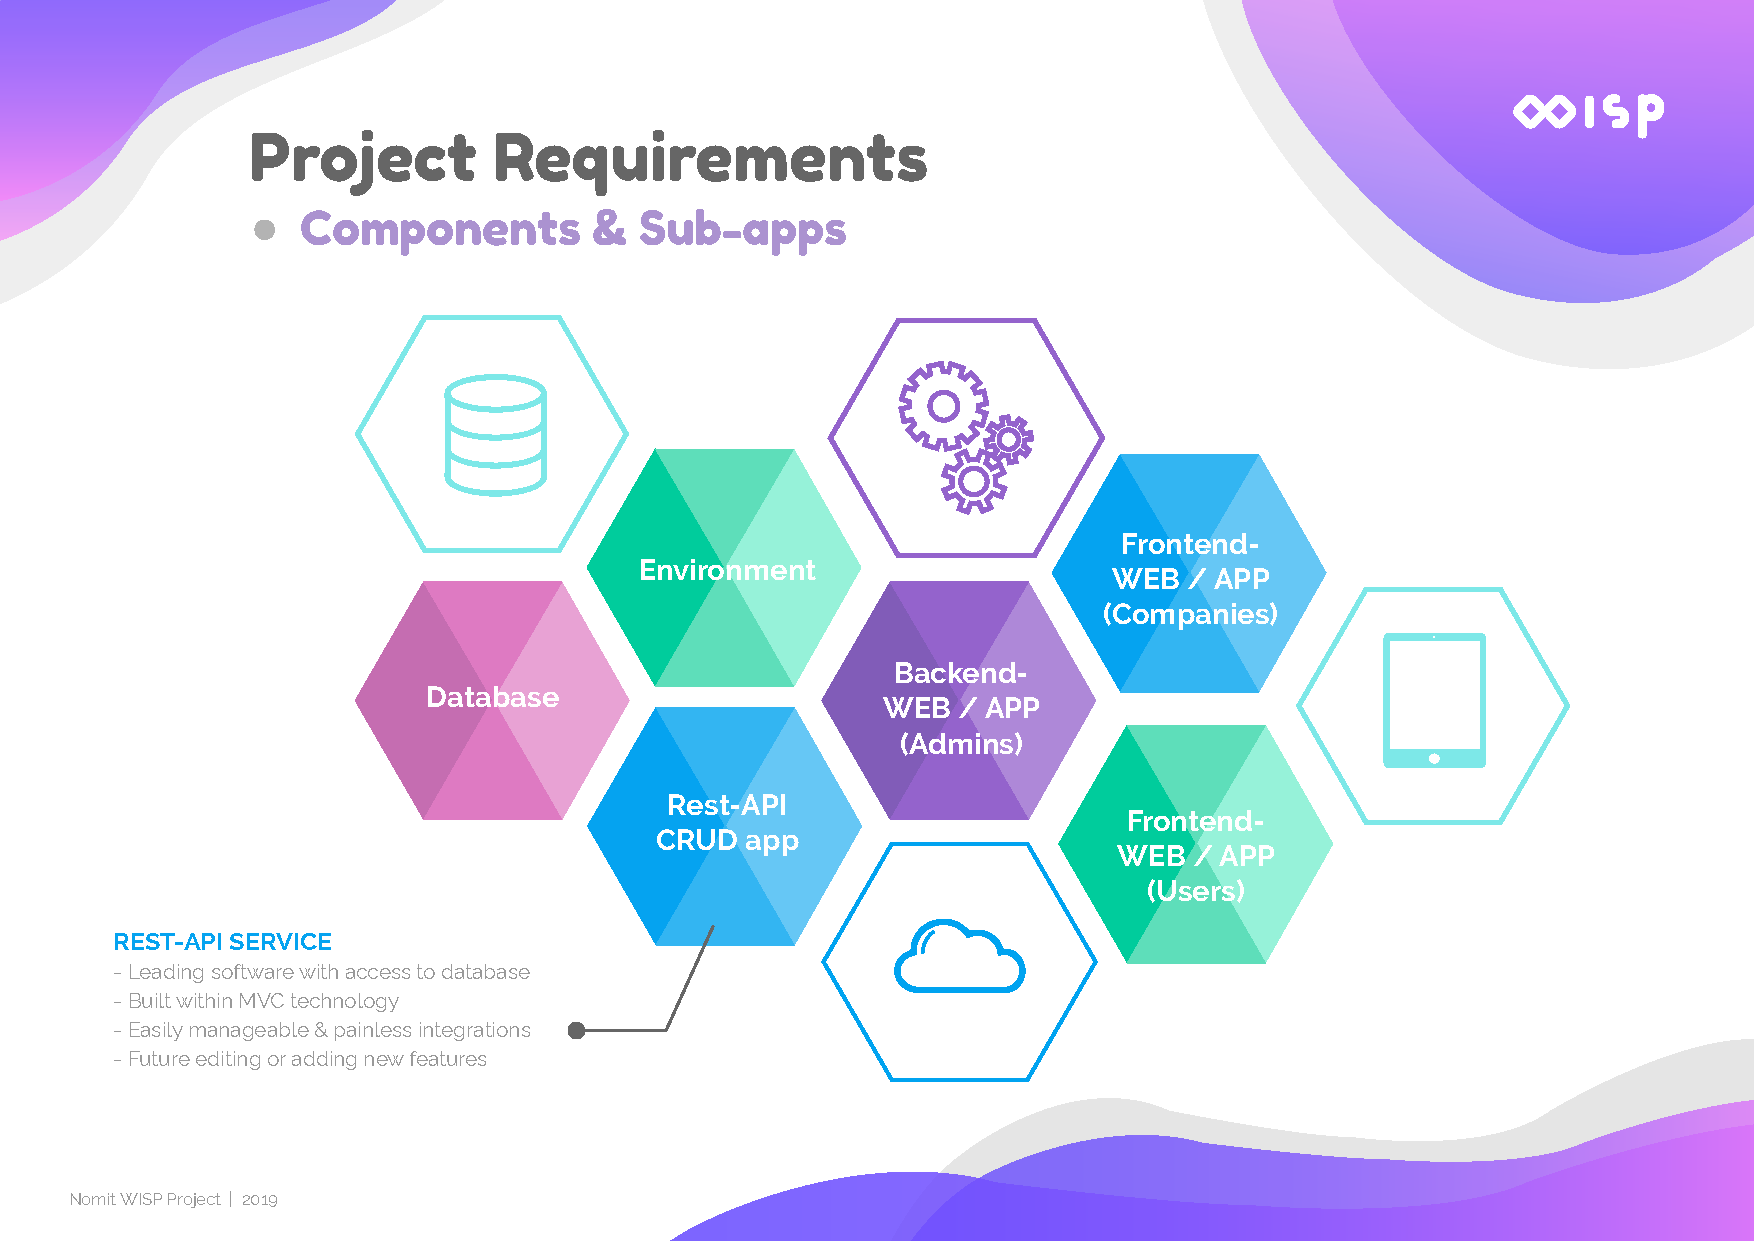 wisp
Project Requirements
● Components & Sub-apps
Environment
Frontend-
WEB / APP
(Companies)
Database
Backend-
WEB / APP
(Admins)
Rest-API
CRUD app
Frontend-
WEB / APP
(Users)
REST-API SERVICE
- Leading software with access to database
- Built within MVC technology
- Easily manageable & painless integrations
- Future editing or adding new features
Nomit WISP Project | 2019